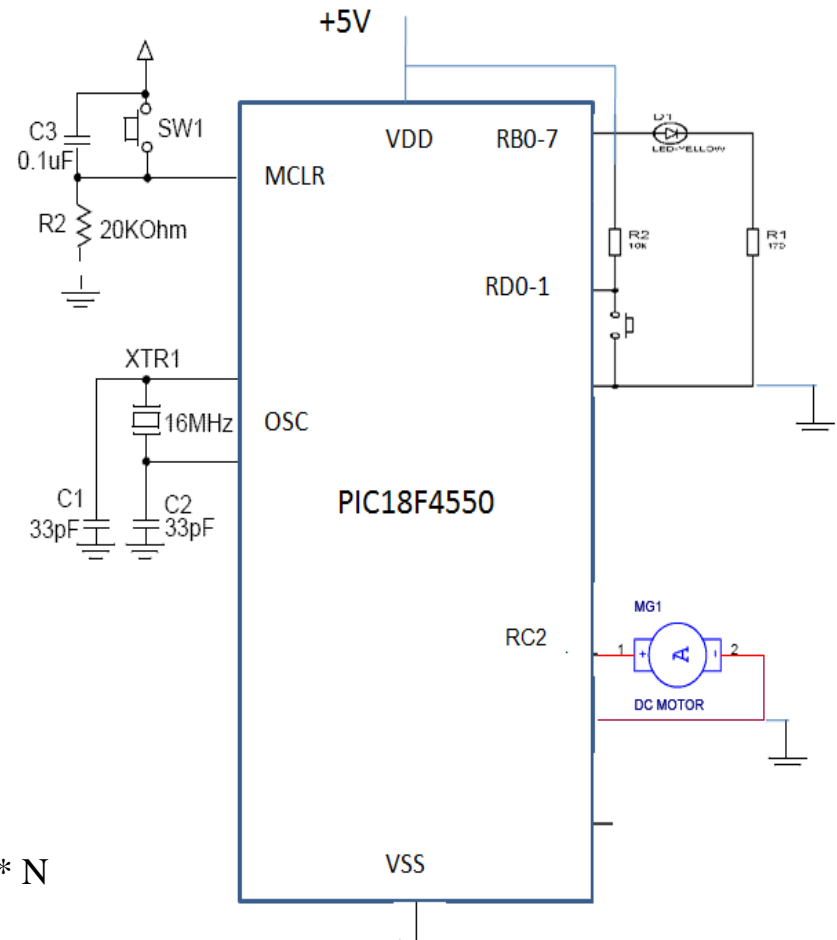 +5V
C3
0.1uF
SW1
MCLR
VDD
RB0-7
D1
LED-YELLOW
R2
20KOhm
R2
10K
R1
170
RD0-1
XTR1
16MHz
OSC
C1
33pF
C2
33pF
PIC18F4550
MG1
RC2
1
+
A
-
2
DC MOTOR
* N
VSS